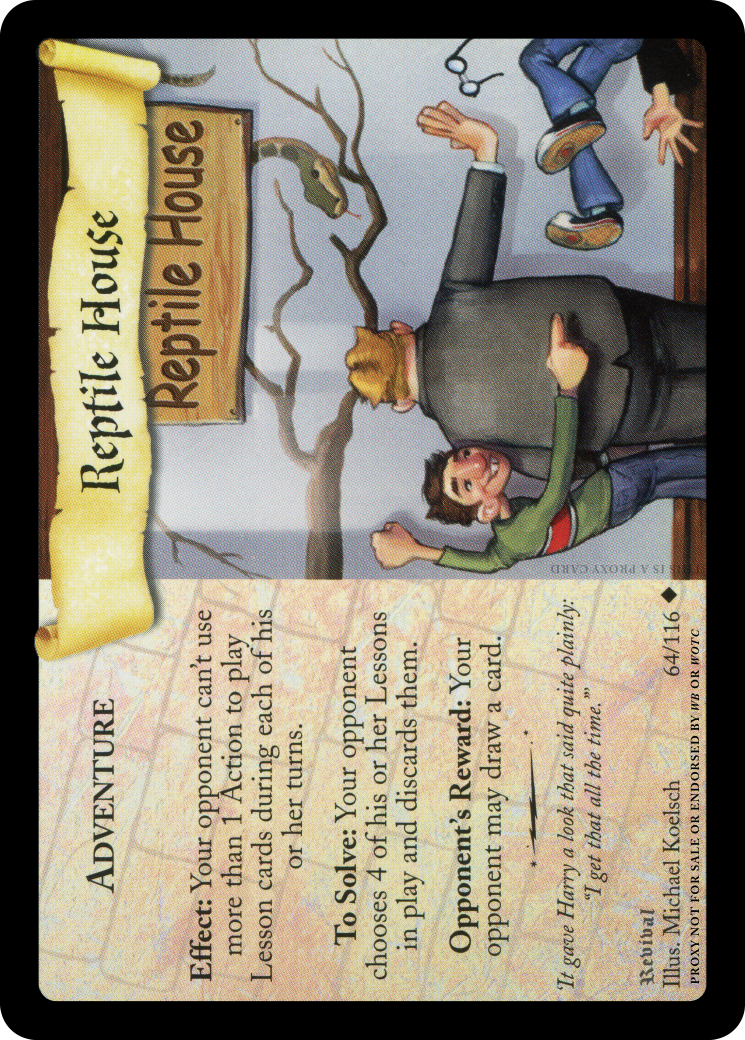 Reptile House
Reptile House
THIS IS A PROXY CARD
ADVENTURE
Effect: Your opponent can't use
more than 1 Action to play
Lesson cards during each of his
or her turns.
To Solve: Your opponent
chooses 4 of his or her Lessons
in play and discards them.
Opponent's Reward: Your
opponent may draw a card.
'It gave Harry a look that said quite plainly:
“I get that all the time.”'
Revival
Illus. Michael Koelsch 64/116
PROXY NOT FOR SALE OR ENDORSED BY WB OR WOTC